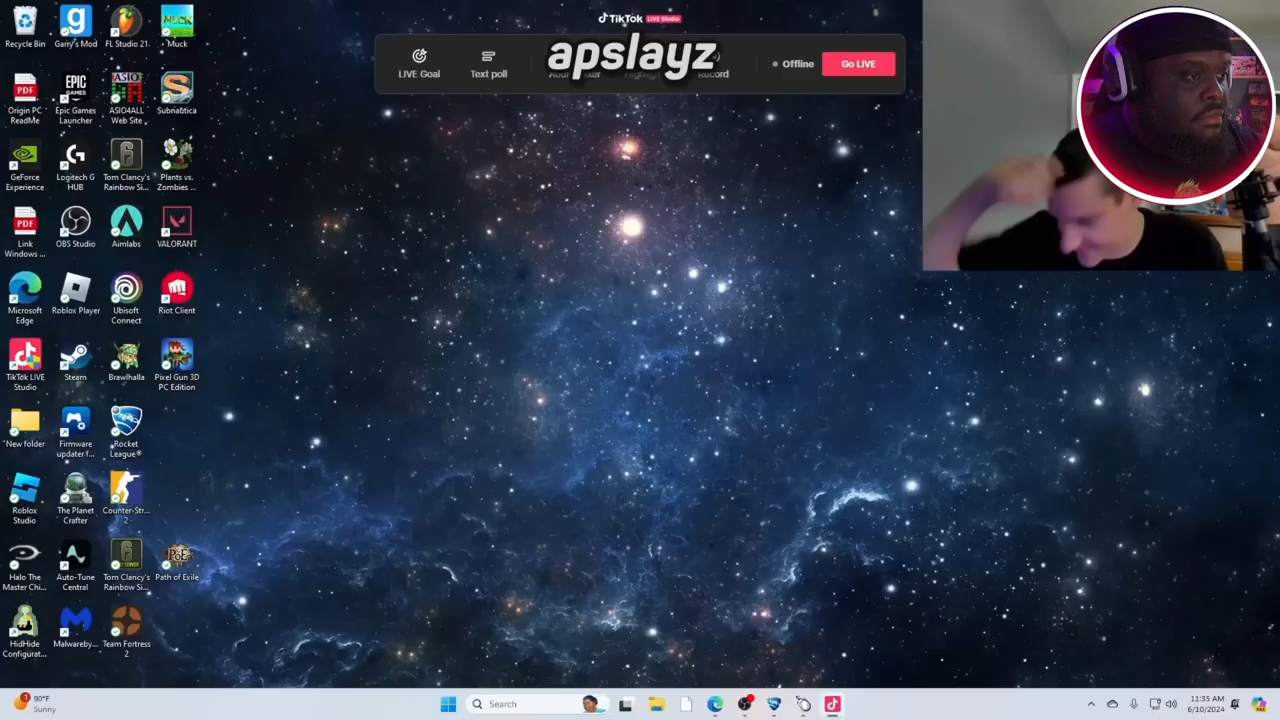 TikTok LIVE Studio
apslayz
LIVE Goal
Text poll
Record
Offline
Go LIVE
Recycle Bin
Garry's Mod
FL Studio 21
Muck
Origin PC
ReadMe
Epic Games
Launcher
ASIO4ALL
Web Site
Subnautica
GeForce
Experience
Logitech G
HUB
Tom Clancy's
Rainbow Si...
Plants vs.
Zombies ...
Link
Windows ...
OBS Studio
Aimlabs
VALORANT
Microsoft
Edge
Roblox Player
Ubisoft
Connect
Riot Client
TikTok LIVE
Studio
Steam
Brawlhalla
Pixel Gun 3D
PC Edition
New folder
Firmware
updater f...
Rocket
League®
Roblox
Studio
The Planet
Crafter
Counter-Str...
2
Halo The
Master Chi...
Auto-Tune
Central
Tom Clancy's
Rainbow Si...
Path of Exile
HidHide
Configurat...
Malwareby...
Team Fortress
2
90°F
Sunny
Search
11:35 AM
6/10/2024